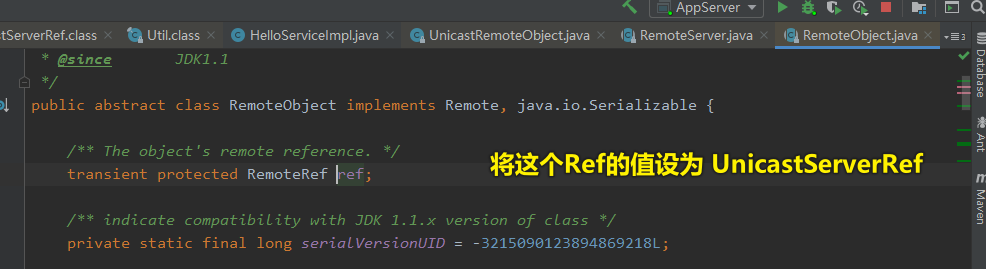 AppServer
stServerRef.class × Util.class × HelloServiceImpl.java × UnicastRemoteObject.java × RemoteServer.java × RemoteObject.java × 3
* @since JDK1.1
*/
public abstract class RemoteObject implements Remote, java.io.Serializable {
/** The object's remote reference. */
transient protected RemoteRef ref;
将这个Ref的值设为 UnicastServerRef
/** indicate compatibility with JDK 1.1.x version of class */
private static final long serialVersionUID = -3215090123894869218L;
Database
Ant
m
Maven